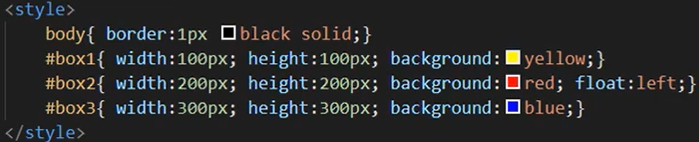 <style>
body{ border:1px black solid;}
#box1{ width:100px; height:100px; background:yellow;}
#box2{ width:200px; height:200px; background:red; float:left;}
#box3{ width:300px; height:300px; background:blue;}
</style>